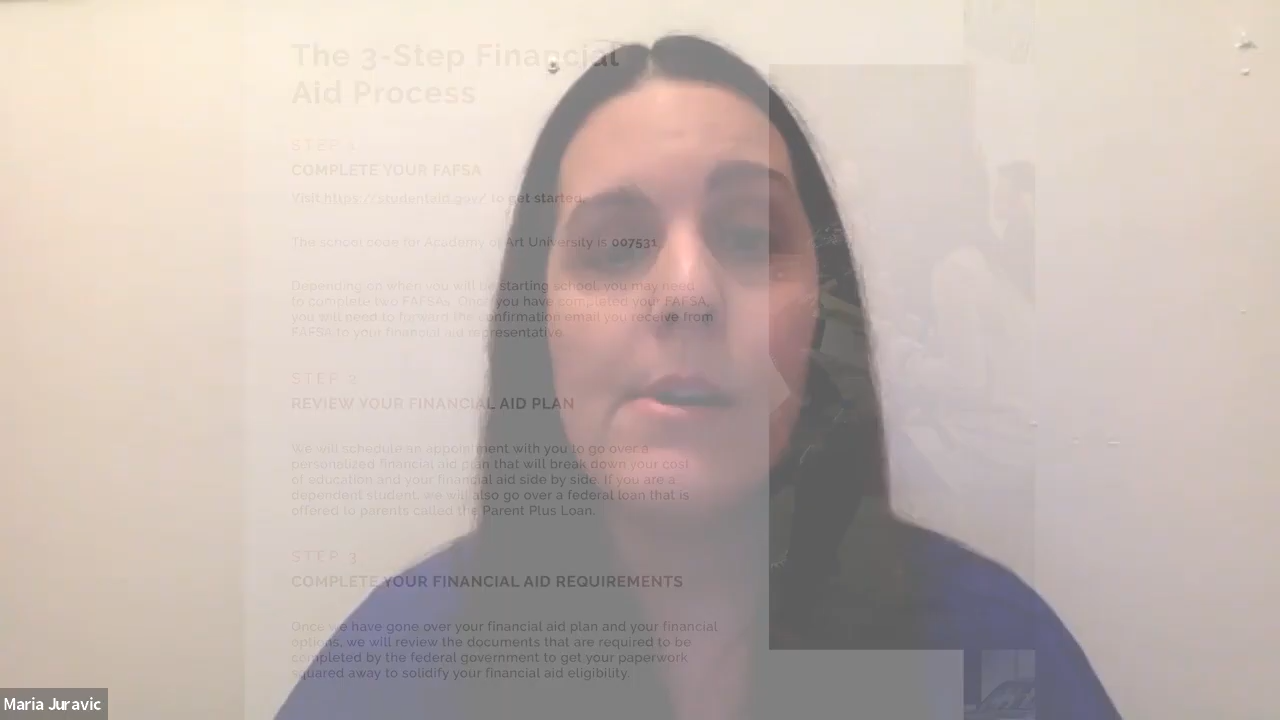 The 3-Step Financial
Aid Process
STEP 1
COMPLETE YOUR FAFSA
Visit https://studentaid.gov/ to get started.
The school code for Academy of Art University is 007531.
Depending on when you will be starting school, you may need
to complete two FAFSAs. Once you have completed your FAFSA,
you will need to forward the confirmation email you receive from
FAFSA to your financial aid representative.
STEP 2
REVIEW YOUR FINANCIAL AID PLAN
We will schedule an appointment with you to go over a
personalized financial aid plan that will break down your cost
of education and your financial aid side by side. If you are a
dependent student, we will also go over a federal loan that is
offered to parents called the Parent Plus Loan.
STEP 3
COMPLETE YOUR FINANCIAL AID REQUIREMENTS
Once we have gone over your financial aid plan and your financial
options, we will review the documents that are required to be
completed by the federal government to get your paperwork
squared away to solidify your financial aid eligibility.
Maria Juravic